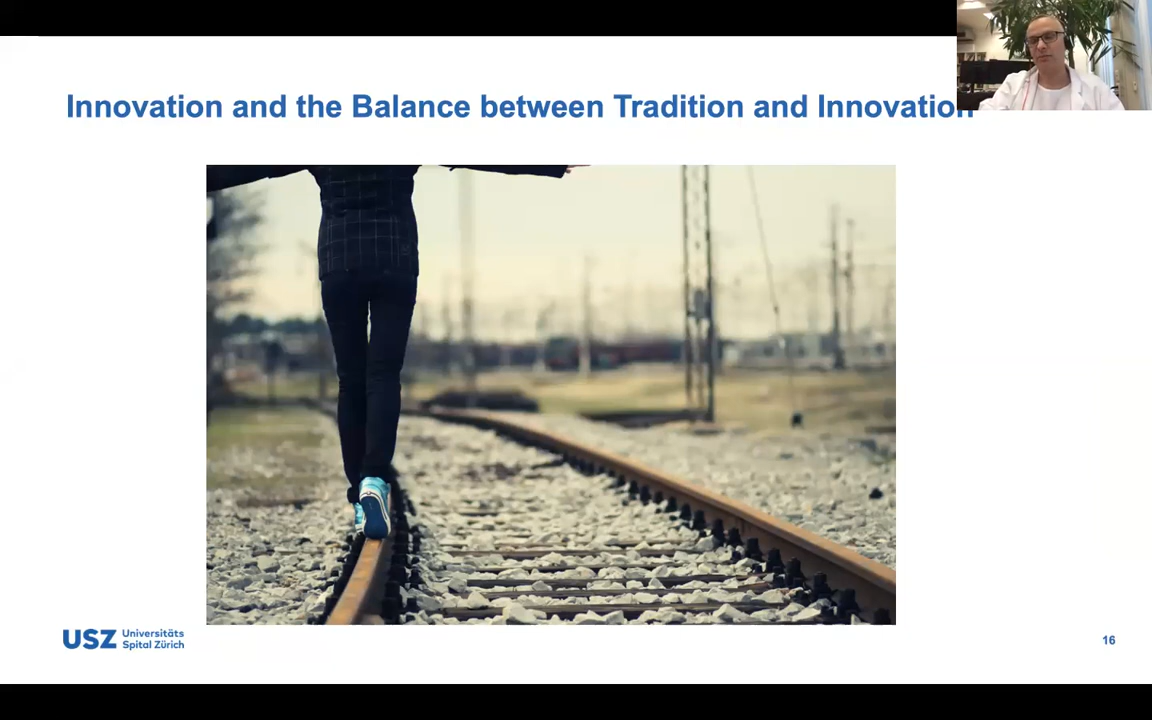 Innovation and the Balance between Tradition and Innovation
USZ Universitäts
Spital Zürich
16